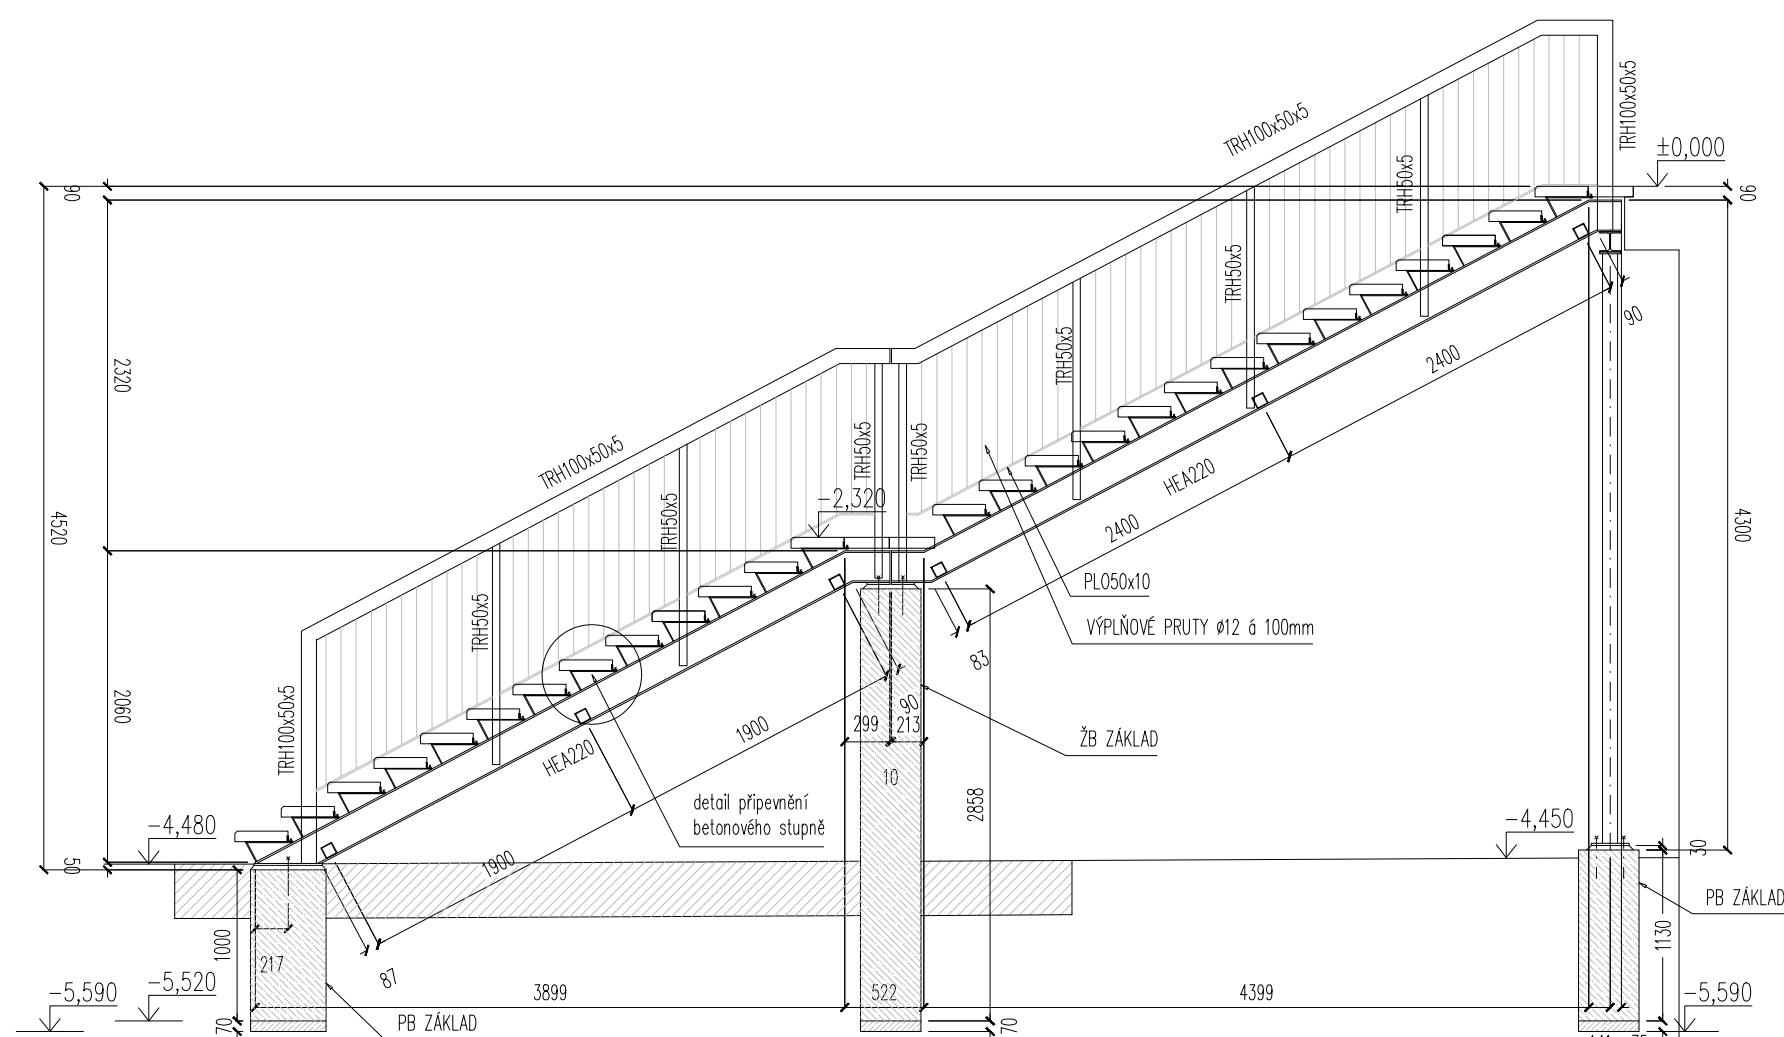 TRH100x50x5
TRH100x50x5
±0,000
90
90
TRH50x5
TRH50x5
TRH50x5
90
2320
2400
TRH100x50x5
TRH50x5
TRH50x5
TRH50x5
HEA220
-2,320
2400
4520
4300
PLO50x10
VÝPLŇOVÉ PRUTY ø12 á 100mm
TRH50x5
83
2060
TRH100x50x5
90
299
213
1900
ŽB ZÁKLAD
HEA220
10
detail připevnění
betonového stupně
2858
-4,480
-4,450
50
1900
30
PB ZÁKLAD
1000
217
87
1130
-5,590
-5,520
3899
522
4399
-5,590
70
PB ZÁKLAD
70